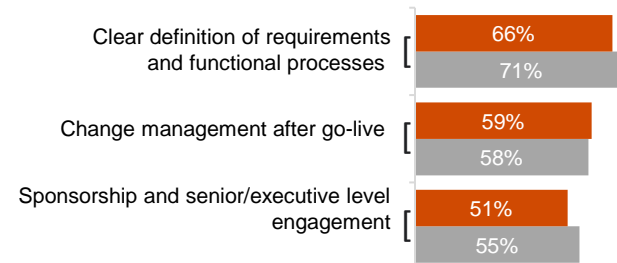 Clear definition of requirements
and functional processes
66%
71%
Change management after go-live
59%
58%
Sponsorship and senior/executive level
engagement
51%
55%